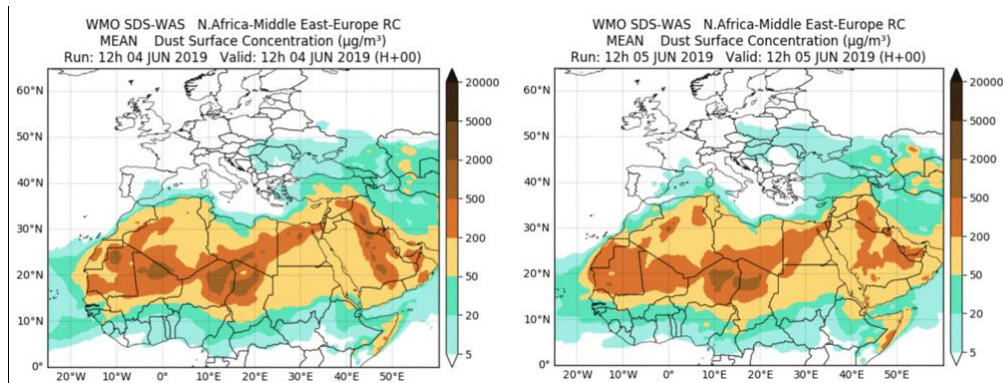 WMO SDS-WAS N.Africa-Middle East-Europe RC
MEAN Dust Surface Concentration (µg/m³)
Run: 12h 04 JUN 2019 Valid: 12h 04 JUN 2019 (H+00)
60°N
50°N
40°N
30°N
20°N
10°N
0°
20°W
10°W
0°
10°E
20°E
30°E
40°E
50°E
20000
5000
2000
500
200
50
20
5
WMO SDS-WAS N.Africa-Middle East-Europe RC
MEAN Dust Surface Concentration (µg/m³)
Run: 12h 05 JUN 2019 Valid: 12h 05 JUN 2019 (H+00)
60°N
50°N
40°N
30°N
20°N
10°N
0°
20°W
10°W
0°
10°E
20°E
30°E
40°E
50°E
20000
5000
2000
500
200
50
20
5